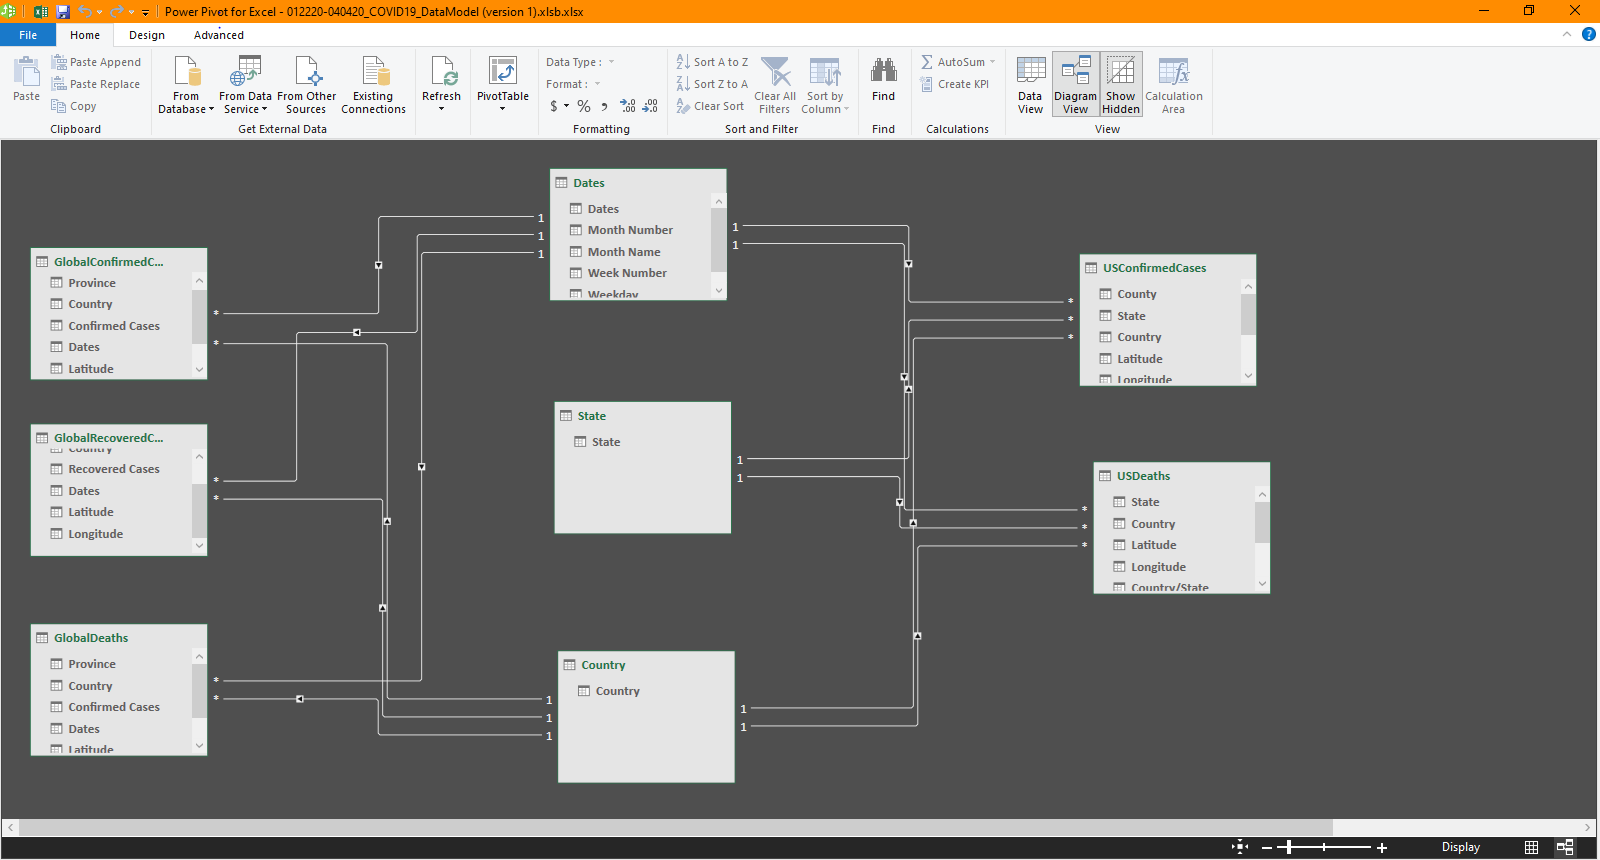 Power Pivot for Excel - 012220-040420_COVID19_DataModel (version 1).xlsb.xlsx
File Home Design Advanced
Paste
Paste Append
Paste Replace
Copy
Clipboard
From Database
From Data Service
From Other Sources
Existing Connections
Get External Data
Refresh
PivotTable
Data Type :
Format :
$ % ,
.00
.00
Formatting
Sort A to Z
Sort Z to A
Clear Sort
Clear All Filters
Sort by Column
Sort and Filter
Find
Find
AutoSum
Create KPI
Calculations
Data View
Diagram View
Show Hidden
Calculation Area
View
Dates
Dates
Month Number
Month Name
Week Number
Weekday
1
1
1
1
1
GlobalConfirmedC...
Province
Country
Confirmed Cases
Dates
Latitude
*
*
USConfirmedCases
County
State
Country
Latitude
Longitude
*
*
*
State
State
1
1
GlobalRecoveredC...
Country
Recovered Cases
Dates
Latitude
Longitude
*
*
USDeaths
State
Country
Latitude
Longitude
Country/State
*
*
*
GlobalDeaths
Province
Country
Confirmed Cases
Dates
Latitude
*
*
Country
Country
1
1
1
1
1
Display